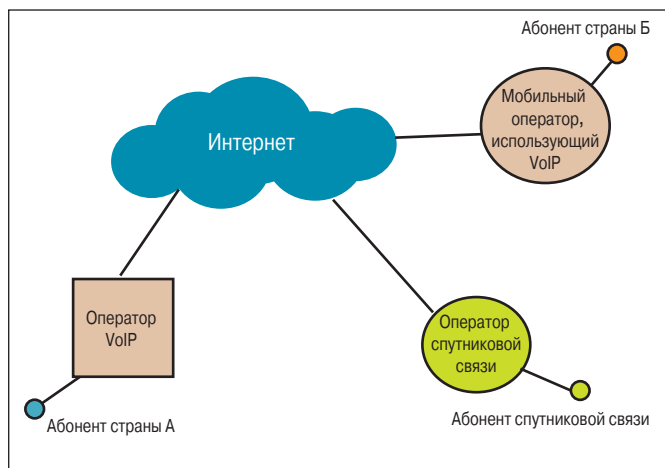 Абонент страны Б
Мобильный
оператор,
использующий
VoIP
Интернет
Оператор
VoIP
Оператор
спутниковой
связи
Абонент страны А
Абонент спутниковой связи